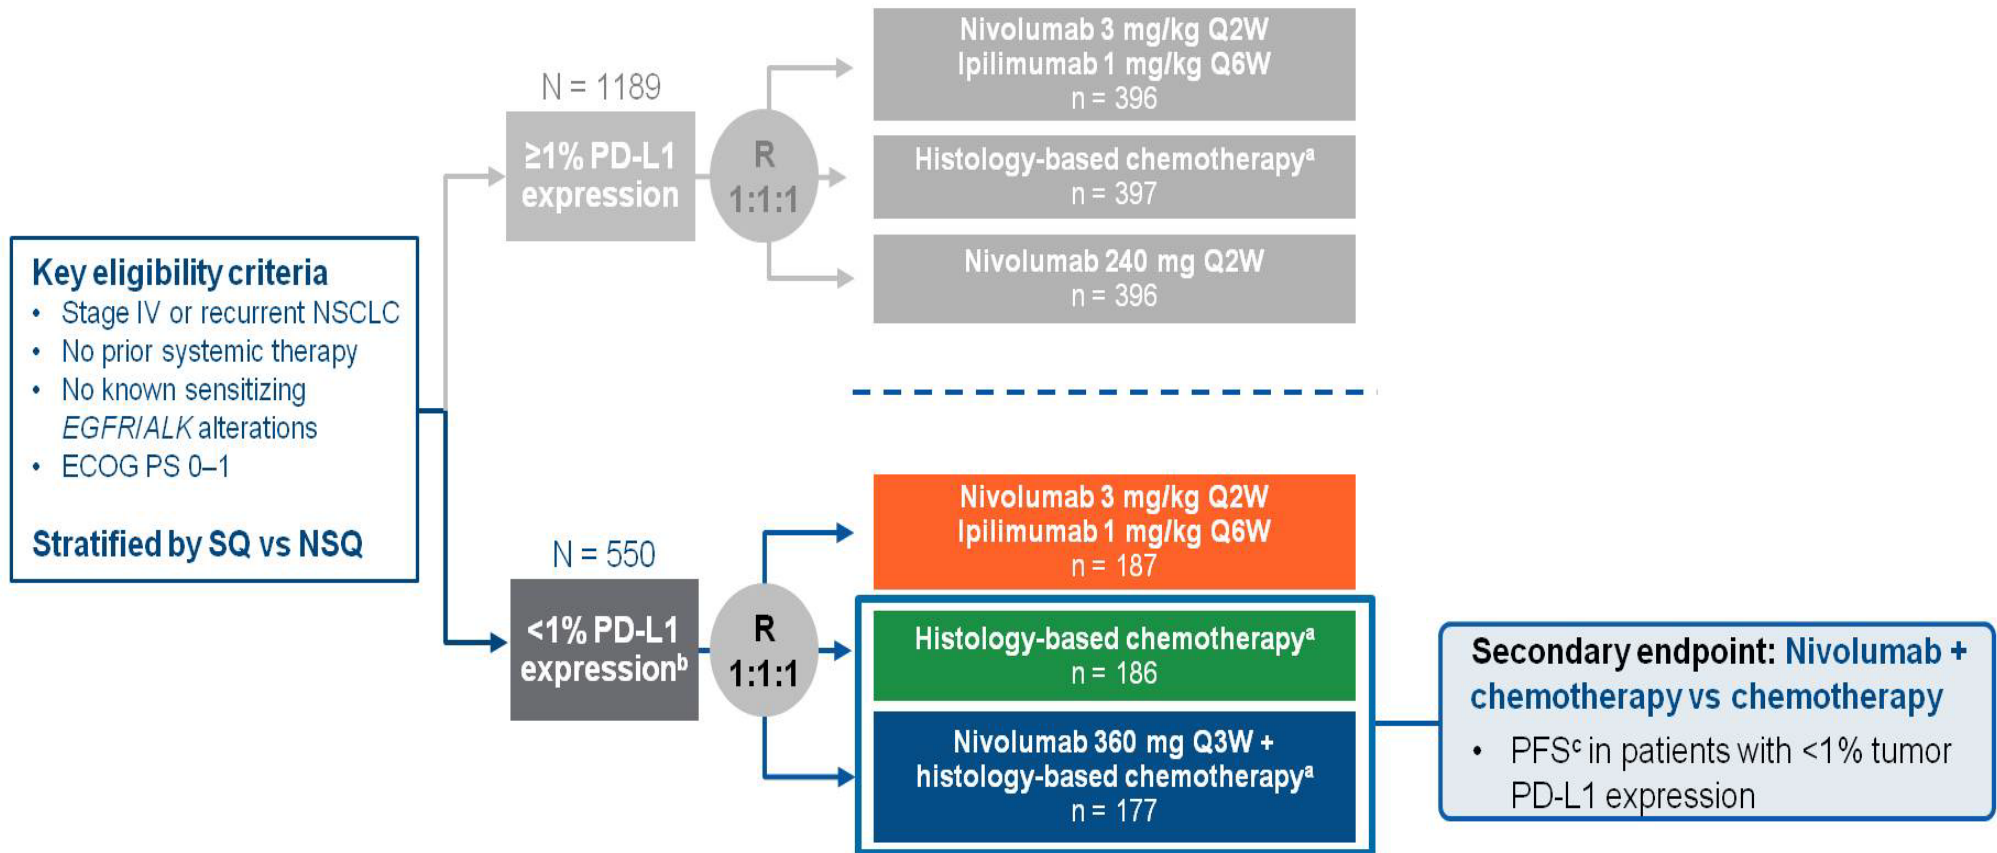 Nivolumab 3 mg/kg Q2W
Ipilimumab 1 mg/kg Q6W
n = 396
N = 1189
≥1% PD-L1
expression
R
1:1:1
Histology-based chemotherapyᵃ
n = 397
Nivolumab 240 mg Q2W
n = 396
Key eligibility criteria
• Stage IV or recurrent NSCLC
• No prior systemic therapy
• No known sensitizing
EGFR/ALK alterations
• ECOG PS 0–1
Stratified by SQ vs NSQ
N = 550
<1% PD-L1
expressionᵇ
R
1:1:1
Nivolumab 3 mg/kg Q2W
Ipilimumab 1 mg/kg Q6W
n = 187
Histology-based chemotherapyᵃ
n = 186
Nivolumab 360 mg Q3W +
histology-based chemotherapyᵃ
n = 177
Secondary endpoint: Nivolumab +
chemotherapy vs chemotherapy
• PFSᶜ in patients with <1% tumor
PD-L1 expression